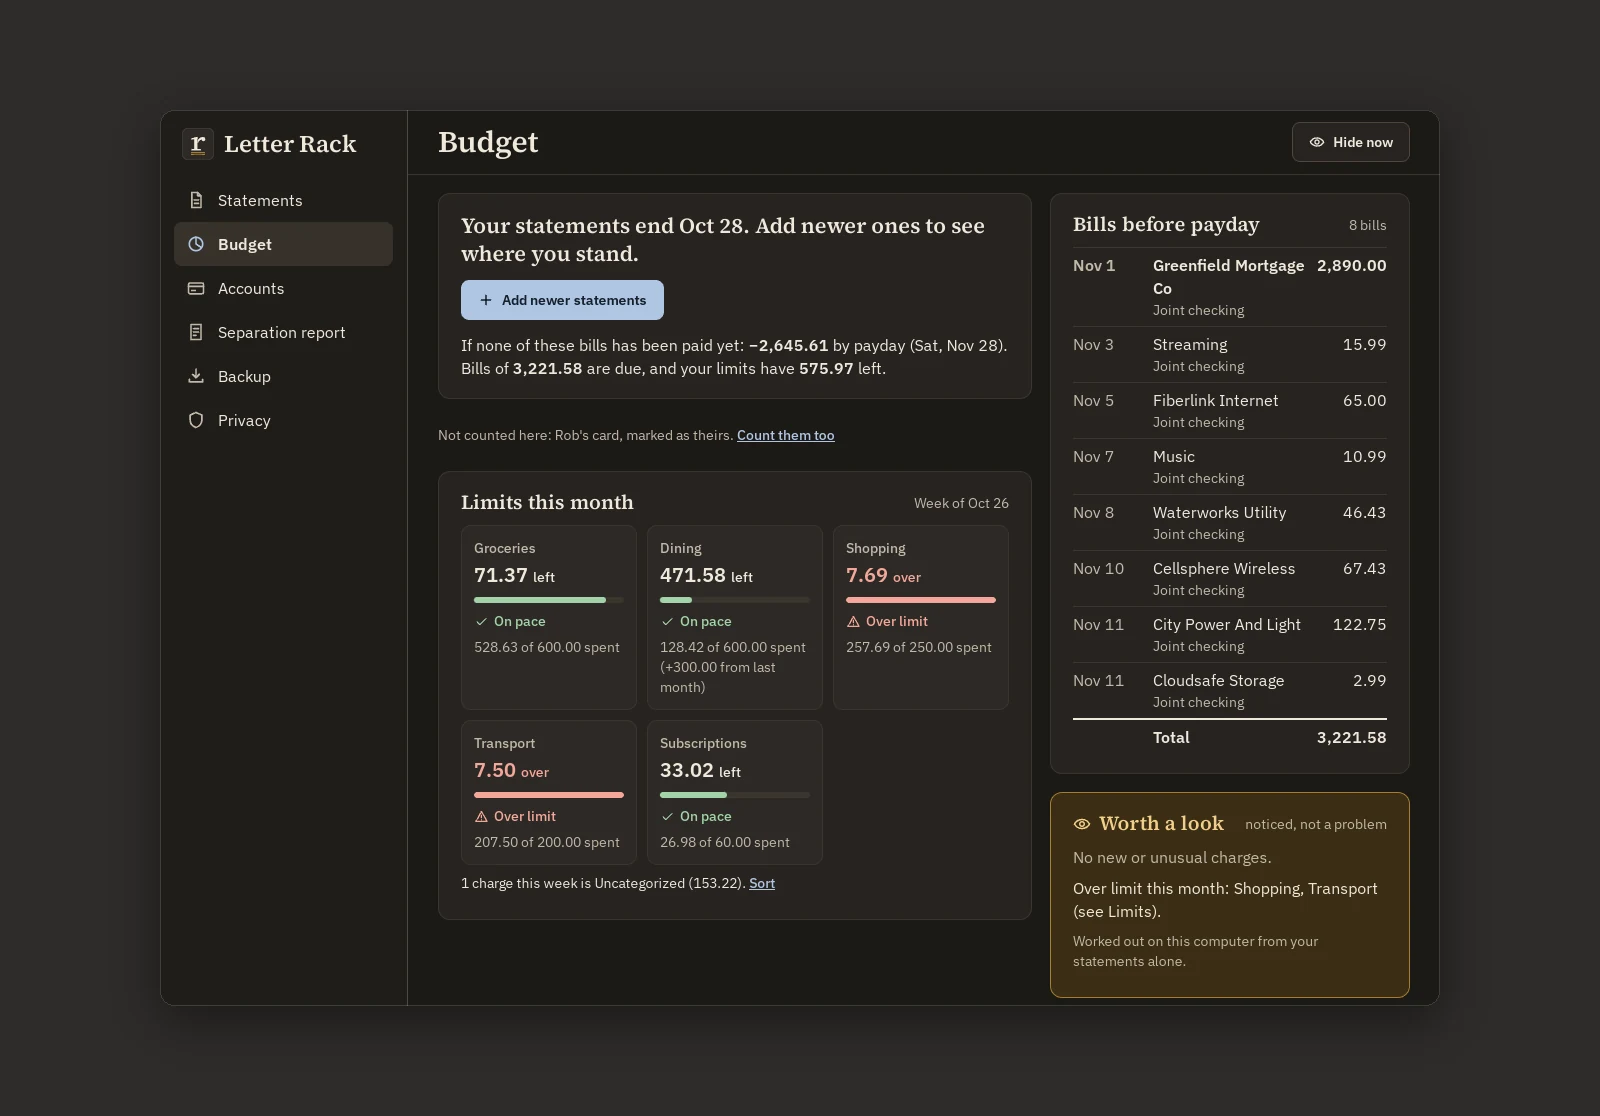 r Letter Rack
Statements
Budget
Accounts
Separation report
Backup
Privacy
Budget
Hide now
Your statements end Oct 28. Add newer ones to see
where you stand.
Add newer statements
If none of these bills has been paid yet: −2,645.61 by payday (Sat, Nov 28).
Bills of 3,221.58 are due, and your limits have 575.97 left.
Not counted here: Rob's card, marked as theirs. Count them too
Limits this month Week of Oct 26
Groceries
71.37 left
On pace
528.63 of 600.00 spent
Dining
471.58 left
On pace
128.42 of 600.00 spent
(+300.00 from last
month)
Shopping
7.69 over
Over limit
257.69 of 250.00 spent
Transport
7.50 over
Over limit
207.50 of 200.00 spent
Subscriptions
33.02 left
On pace
26.98 of 60.00 spent
1 charge this week is Uncategorized (153.22). Sort
Bills before payday 8 bills
Nov 1 Greenfield Mortgage 2,890.00
Co
Joint checking
Nov 3 Streaming 15.99
Joint checking
Nov 5 Fiberlink Internet 65.00
Joint checking
Nov 7 Music 10.99
Joint checking
Nov 8 Waterworks Utility 46.43
Joint checking
Nov 10 Cellsphere Wireless 67.43
Joint checking
Nov 11 City Power And Light 122.75
Joint checking
Nov 11 Cloudsafe Storage 2.99
Joint checking
Total 3,221.58
Worth a look noticed, not a problem
No new or unusual charges.
Over limit this month: Shopping, Transport
(see Limits).
Worked out on this computer from your
statements alone.